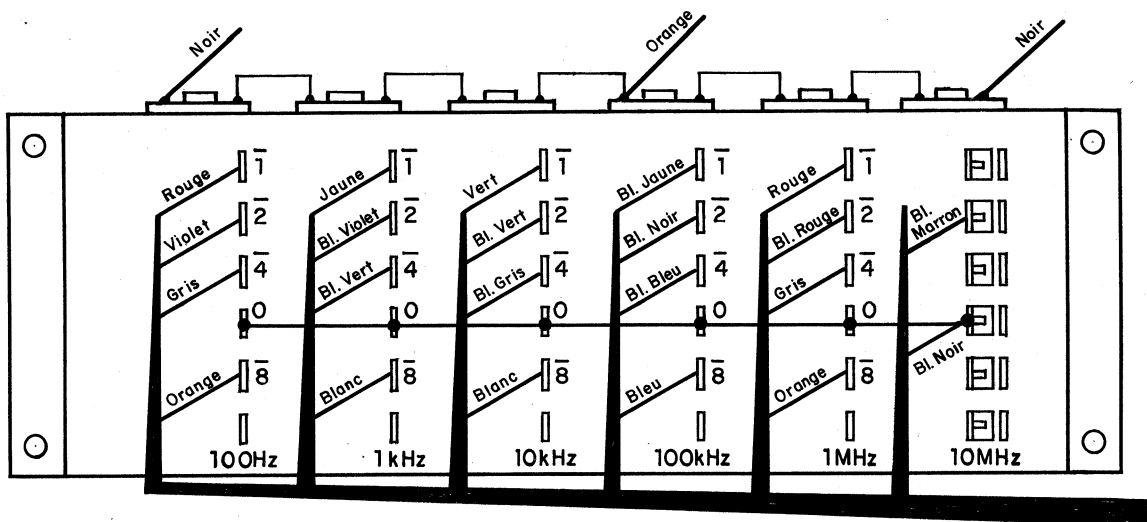 Noir
Orange
Noir
Rouge
1̅
Violet
2̅
Gris
4̅
0
Orange
8̅
100Hz
Jaune
1̅
Bl. Violet
2̅
Bl. Vert
4̅
0
Blanc
8̅
1kHz
Vert
1̅
Bl. Vert
2̅
Bl. Gris
4̅
0
Blanc
8̅
10kHz
Bl. Jaune
1̅
Bl. Noir
2̅
Bl. Bleu
4̅
0
Bleu
8̅
100kHz
Rouge
1̅
Bl. Rouge
2̅
Gris
4̅
0
Orange
8̅
1MHz
Bl.
Marron
Bl. Noir
10MHz